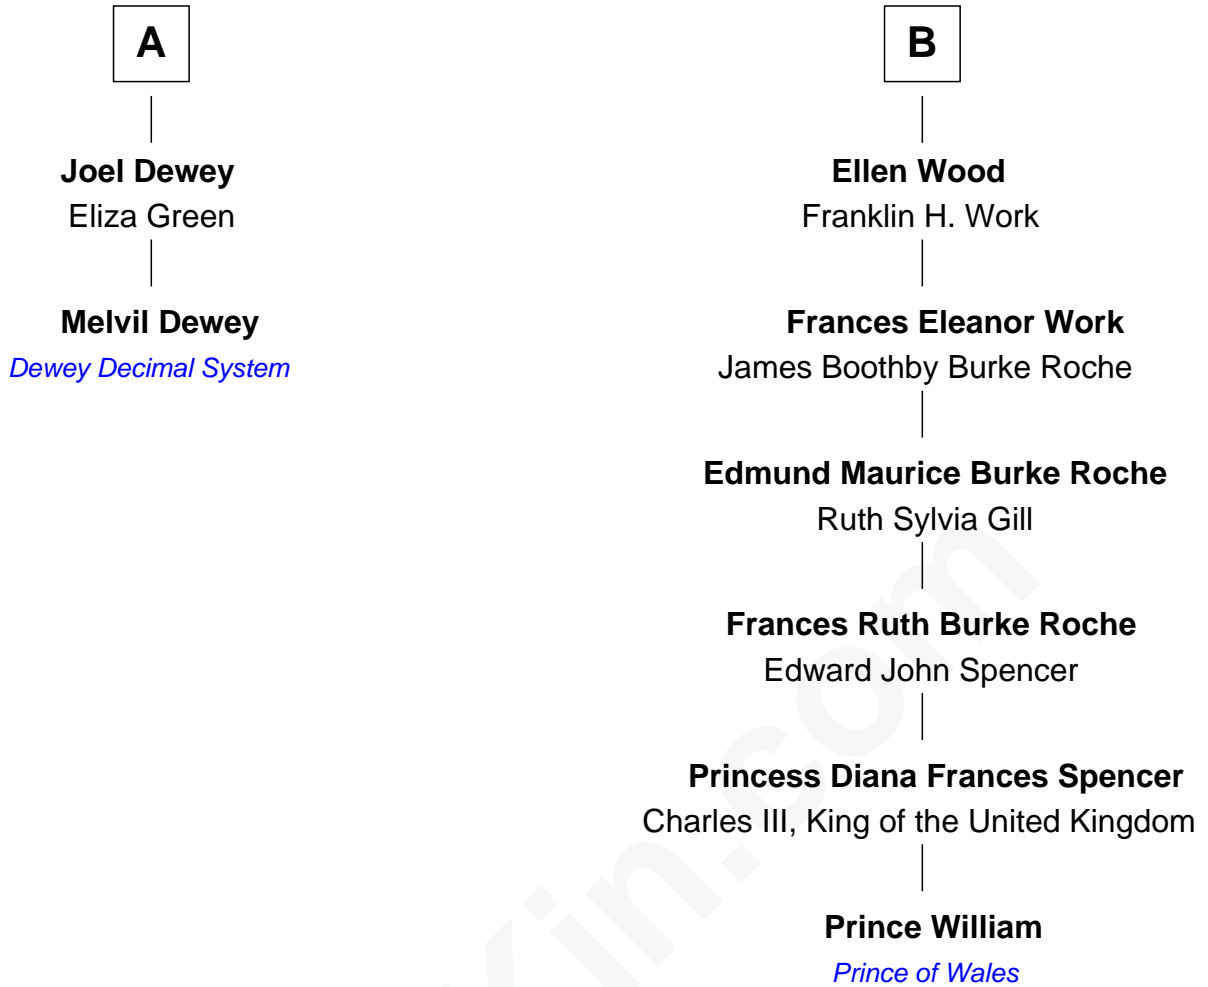 A
Joel Dewey
Eliza Green
Melvil Dewey
Dewey Decimal System
B
Ellen Wood
Franklin H. Work
Frances Eleanor Work
James Boothby Burke Roche
Edmund Maurice Burke Roche
Ruth Sylvia Gill
Frances Ruth Burke Roche
Edward John Spencer
Princess Diana Frances Spencer
Charles III, King of the United Kingdom
Prince William
Prince of Wales
Kin.com